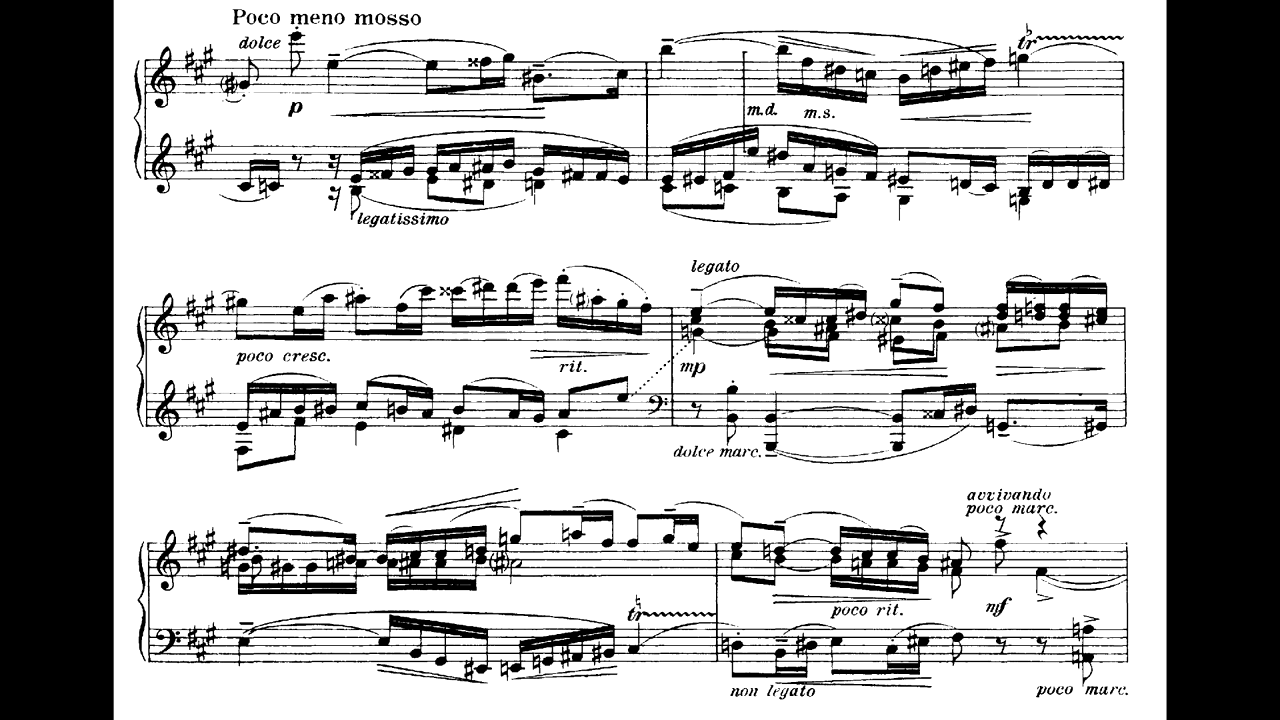 Poco meno mosso
dolce
p
tr
m.d.
m.s.
legatissimo
legato
poco cresc.
rit.
mp
dolce marc.
avvivando
poco marc.
poco rit.
mf
tr
non legato
poco marc.